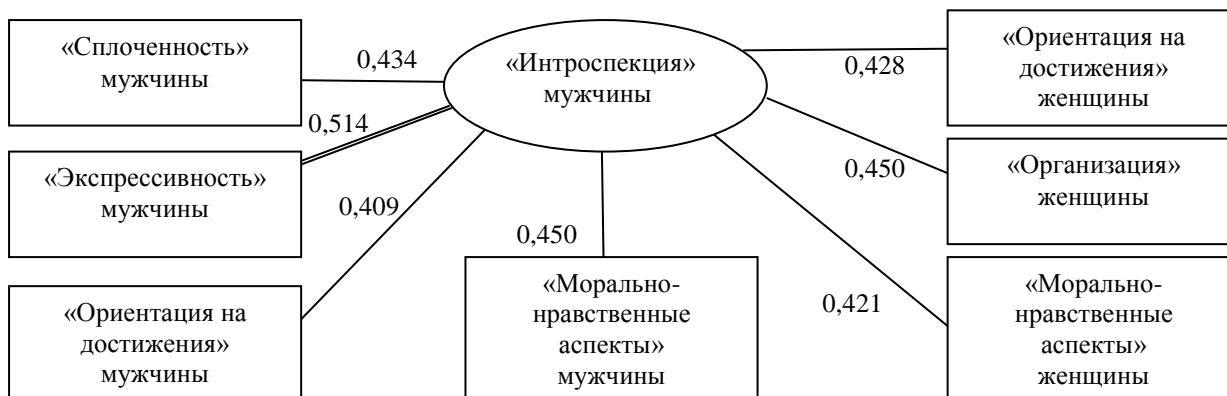 «Сплоченность»
мужчины
0,434
«Интроспекция»
мужчины
0,428
«Ориентация на
достижения»
женщины
0,514
«Экспрессивность»
мужчины
0,450
«Организация»
женщины
0,409
«Ориентация на
достижения»
мужчины
0,450
«Морально-
нравственные
аспекты»
мужчины
0,421
«Морально-
нравственные
аспекты»
женщины